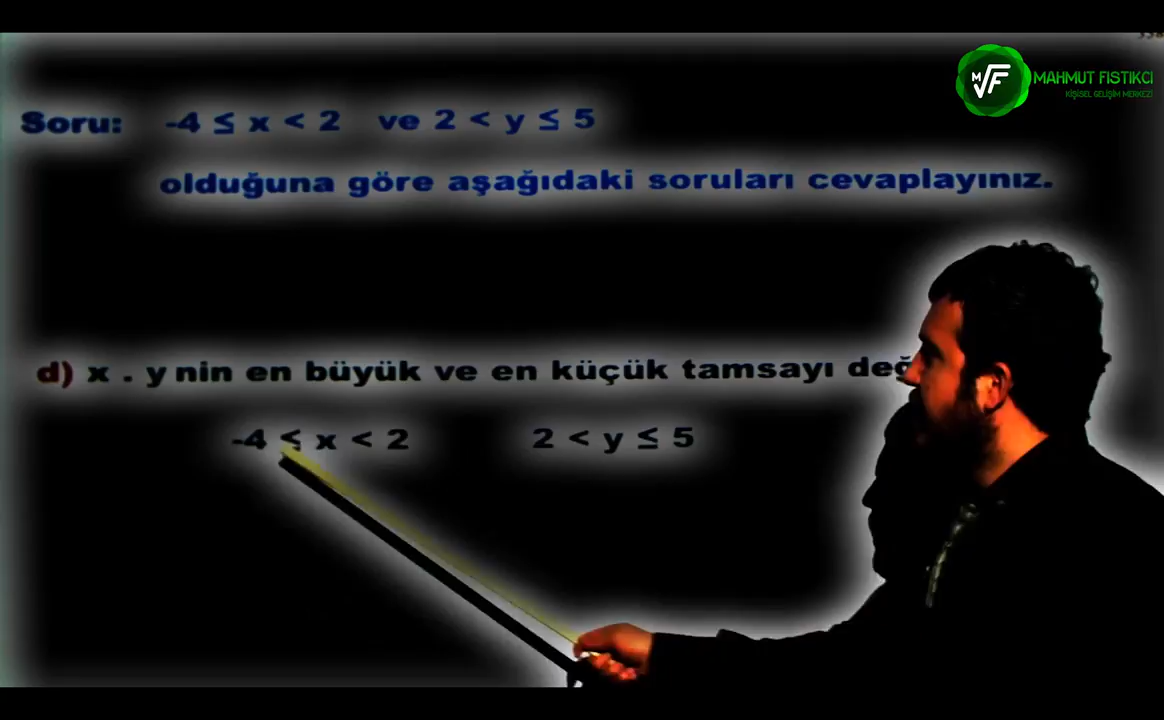 MAHMUT FISTIKCI
KİŞİSEL GELİŞİM MERKEZİ
Soru: -4 ≤ x < 2 ve 2 < y ≤ 5
olduğuna göre aşağıdaki soruları cevaplayınız.
d) x . y nin en büyük ve en küçük tamsayı
-4 ≤ x < 2 2 < y ≤ 5